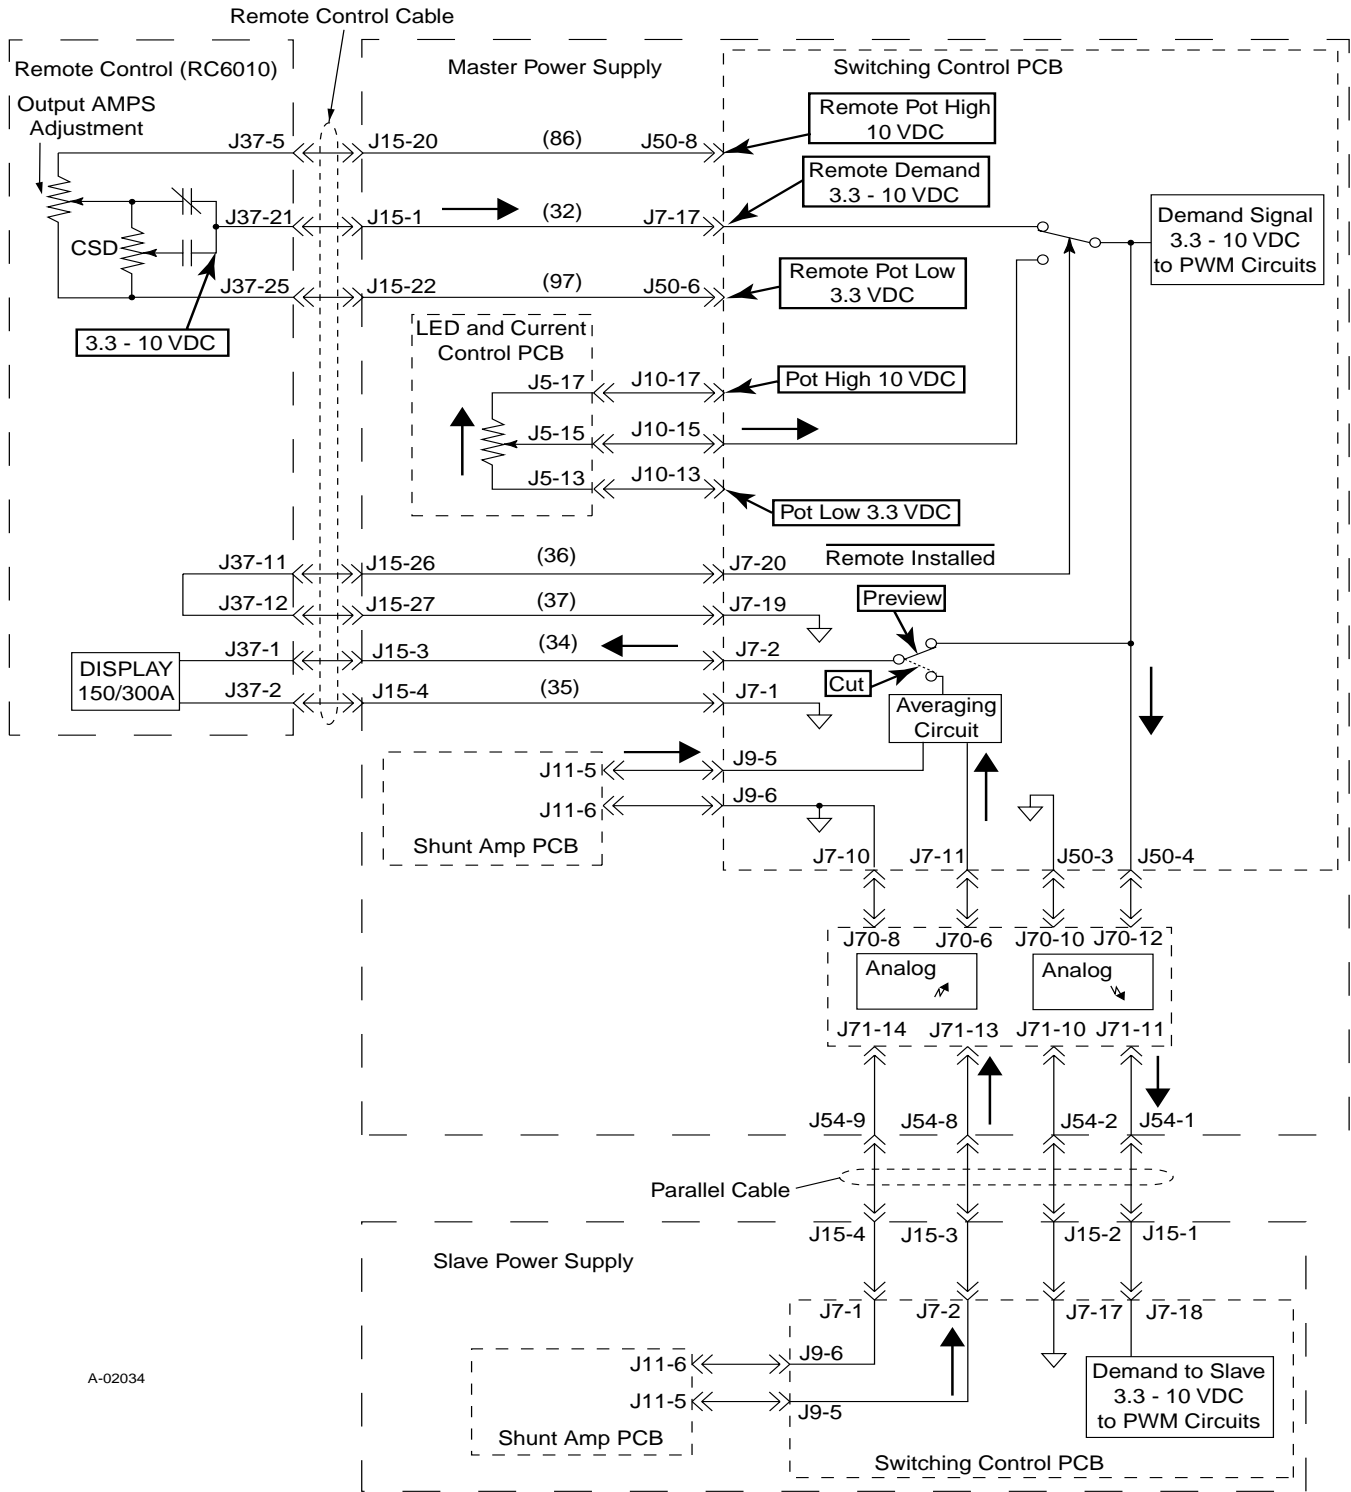 Remote Control Cable
Remote Control (RC6010)
Master Power Supply
Switching Control PCB
Output AMPS
Adjustment
Remote Pot High
10 VDC
J37-5
J15-20
(86)
J50-8
Remote Demand
3.3 - 10 VDC
J37-21
J15-1
(32)
J7-17
Demand Signal
3.3 - 10 VDC
to PWM Circuits
CSD
J37-25
J15-22
(97)
J50-6
Remote Pot Low
3.3 VDC
3.3 - 10 VDC
LED and Current
Control PCB
J5-17
J10-17
Pot High 10 VDC
J5-15
J10-15
J5-13
J10-13
Pot Low 3.3 VDC
J37-11
J15-26
(36)
J7-20
Remote Installed
J37-12
J15-27
(37)
J7-19
Preview
J37-1
J15-3
(34)
J7-2
DISPLAY
150/300A
J37-2
J15-4
(35)
J7-1
Cut
Averaging
Circuit
J11-5
J9-5
J11-6
J9-6
Shunt Amp PCB
J7-10
J7-11
J50-3
J50-4
J70-8
J70-6
J70-10
J70-12
Analog
Analog
J71-14
J71-13
J71-10
J71-11
J54-9
J54-8
J54-2
J54-1
Parallel Cable
J15-4
J15-3
J15-2
J15-1
Slave Power Supply
J7-1
J7-2
J7-17
J7-18
J11-6
J9-6
J11-5
J9-5
Shunt Amp PCB
Demand to Slave
3.3 - 10 VDC
to PWM Circuits
Switching Control PCB
A-02034